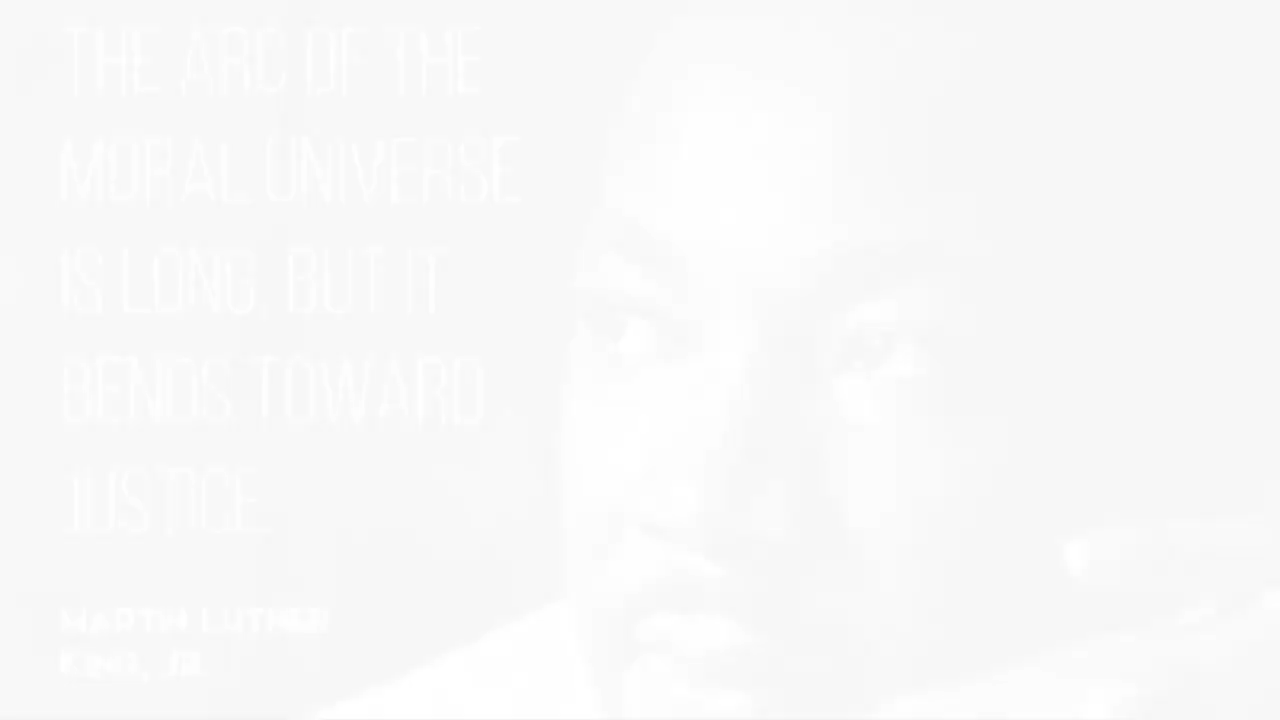 THE ARC OF THE
MORAL UNIVERSE
IS LONG, BUT IT
BENDS TOWARD
JUSTICE.
MARTIN LUTHER
KING, JR.